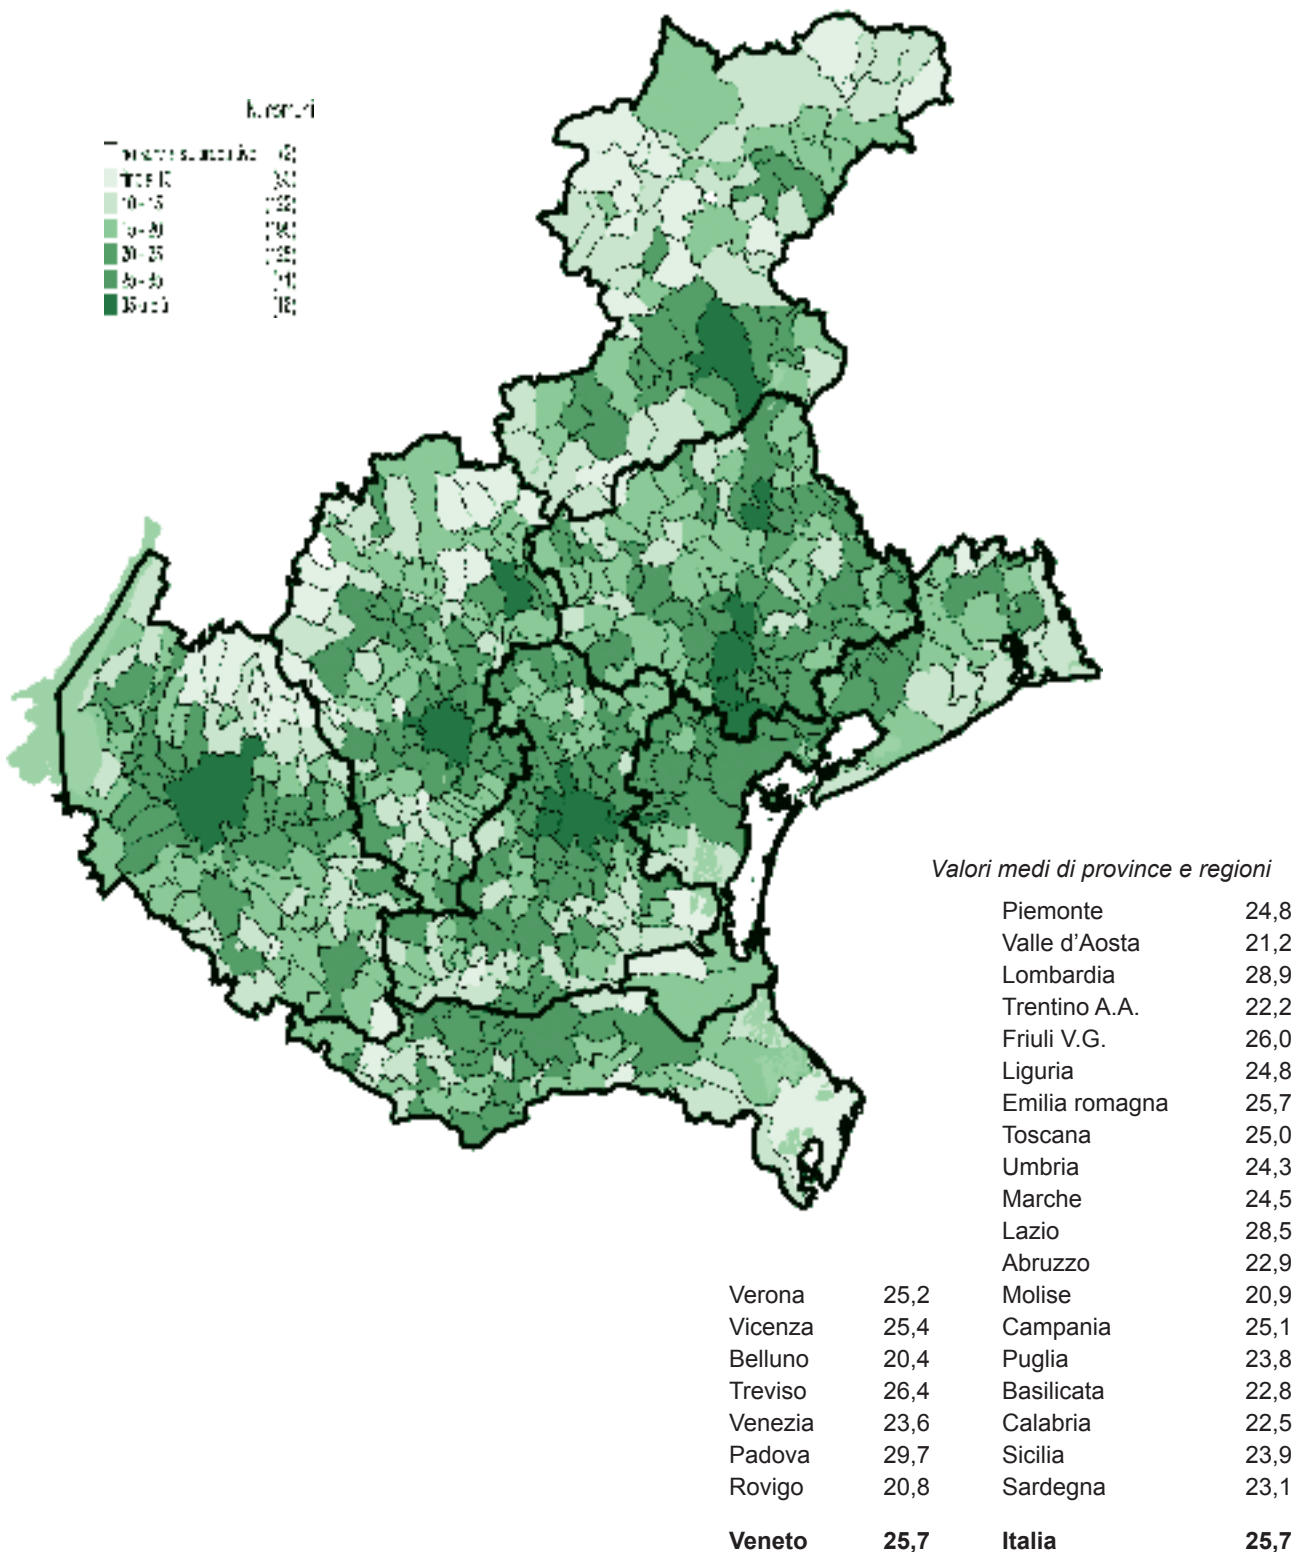 10 - 15
20 - 25
Valori medi di province e regioni
Piemonte 24,8
Valle d'Aosta 21,2
Lombardia 28,9
Trentino A.A. 22,2
Friuli V.G. 26,0
Liguria 24,8
Emilia romagna 25,7
Toscana 25,0
Umbria 24,3
Marche 24,5
Lazio 28,5
Abruzzo 22,9
Verona 25,2 Molise 20,9
Vicenza 25,4 Campania 25,1
Belluno 20,4 Puglia 23,8
Treviso 26,4 Basilicata 22,8
Venezia 23,6 Calabria 22,5
Padova 29,7 Sicilia 23,9
Rovigo 20,8 Sardegna 23,1
Veneto 25,7 Italia 25,7